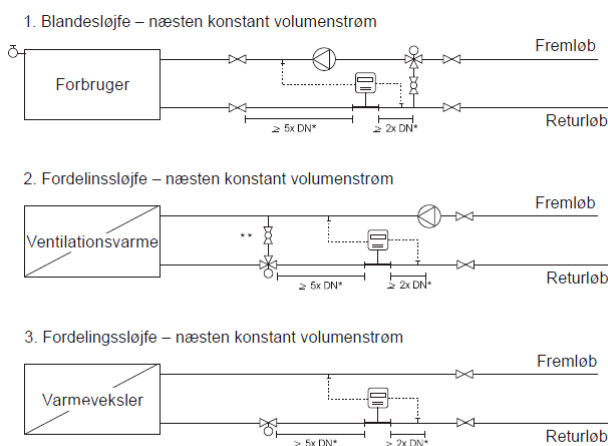 1. Blandesløjfe – næsten konstant volumenstrøm
Fremløb
Forbruger
Returløb
≥ 5x DN*
≥ 2x DN*
2. Fordelinssløjfe – næsten konstant volumenstrøm
Fremløb
Ventilationsvarme
**
Returløb
≥ 5x DN*
≥ 2x DN*
3. Fordelingssløjfe – næsten konstant volumenstrøm
Fremløb
Varmeveksler
Returløb
≥ 5x DN*
≥ 2x DN*